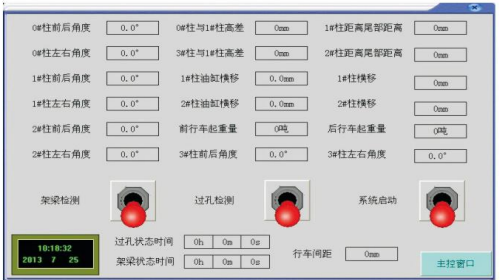 0#柱前后角度 0.0° 0#柱与1#柱高差 0mm 1#柱距离尾部距离 0mm
0#柱左右角度 0.0° 3#柱与1#柱高差 0mm 2#柱距离尾部距离 0mm
1#柱前后角度 0.0° 1#柱油缸横移 0.0mm 1#柱横移 0mm
1#柱左右角度 0.0° 2#柱油缸横移 0.0mm 2#柱横移 0mm
2#柱前后角度 0.0° 前行车起重量 0吨 后行车起重量 0吨
2#柱左右角度 0.0° 3#柱前后角度 0.0° 3#柱左右角度 0.0°
架梁检测 过孔检测 系统启动
10:18:32
2013 7 25
过孔状态时间 0h 0m 0s
架梁状态时间 0h 0m 0s
行车间距 0mm
主控窗口